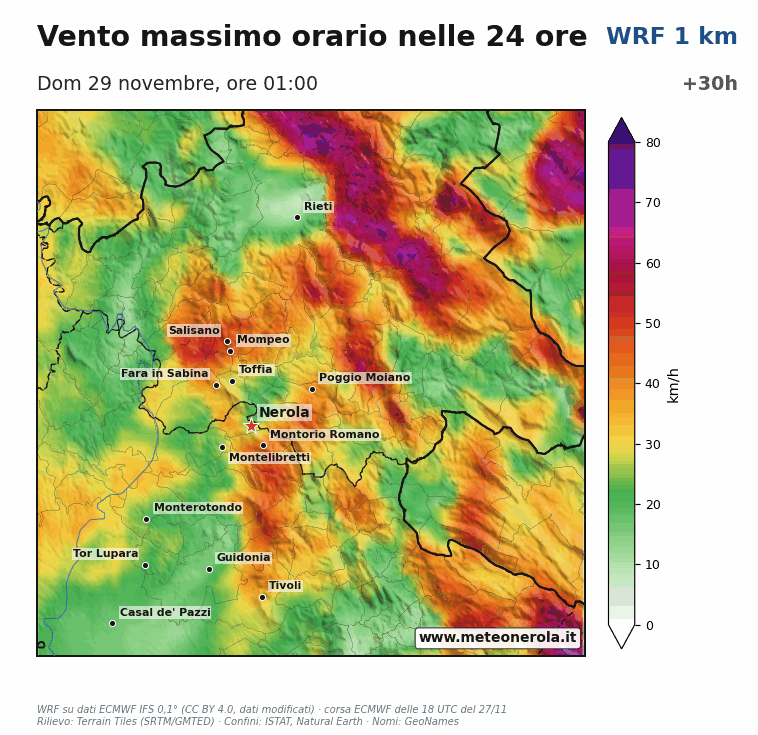 Vento massimo orario nelle 24 ore WRF 1 km
Dom 29 novembre, ore 01:00 +30h
80
70
60
50
40
30
20
10
0
km/h
Rieti
Salisano
Mompeo
Fara in Sabina
Toffia
Poggio Moiano
Nerola
Montorio Romano
Montelibretti
Monterotondo
Tor Lupara
Guidonia
Tivoli
Casal de' Pazzi
www.meteonerola.it
WRF su dati ECMWF IFS 0,1° (CC BY 4.0, dati modificati) · corsa ECMWF delle 18 UTC del 27/11
Rilievo: Terrain Tiles (SRTM/GMTED) · Confini: ISTAT, Natural Earth · Nomi: GeoNames